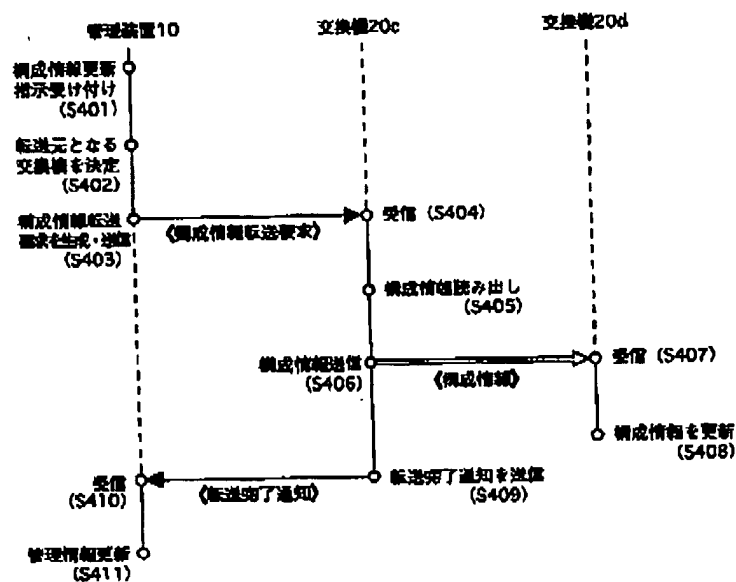 管理装置10
交換機20c
交換機20d
構成情報更新
指示受け付け
(S401)
転送元となる
交換機を決定
(S402)
構成情報転送
要求を生成・送信
(S403)
《構成情報転送要求》
受信 (S404)
構成情報読み出し
(S405)
構成情報送信
(S406)
《構成情報》
受信 (S407)
構成情報を更新
(S408)
転送完了通知を送信
(S409)
《転送完了通知》
受信
(S410)
管理情報更新
(S411)